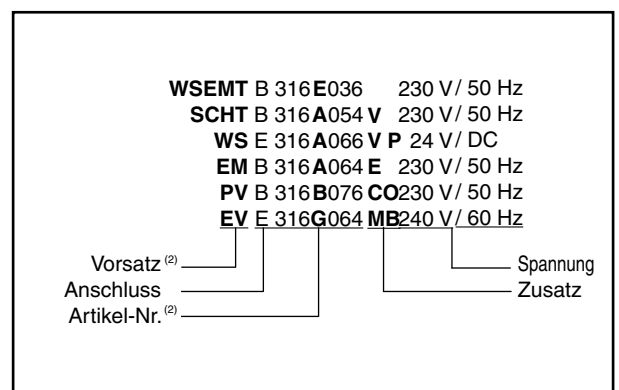 WSEMT B 316E036 230 V/ 50 Hz
SCHT B 316A054 V 230 V/ 50 Hz
WS E 316A066 V P 24 V/ DC
EM B 316A064 E 230 V/ 50 Hz
PV B 316B076 CO230 V/ 50 Hz
EV E 316G064 MB240 V/ 60 Hz
Vorsatz (2) Spannung
Anschluss Zusatz
Artikel-Nr. (2)